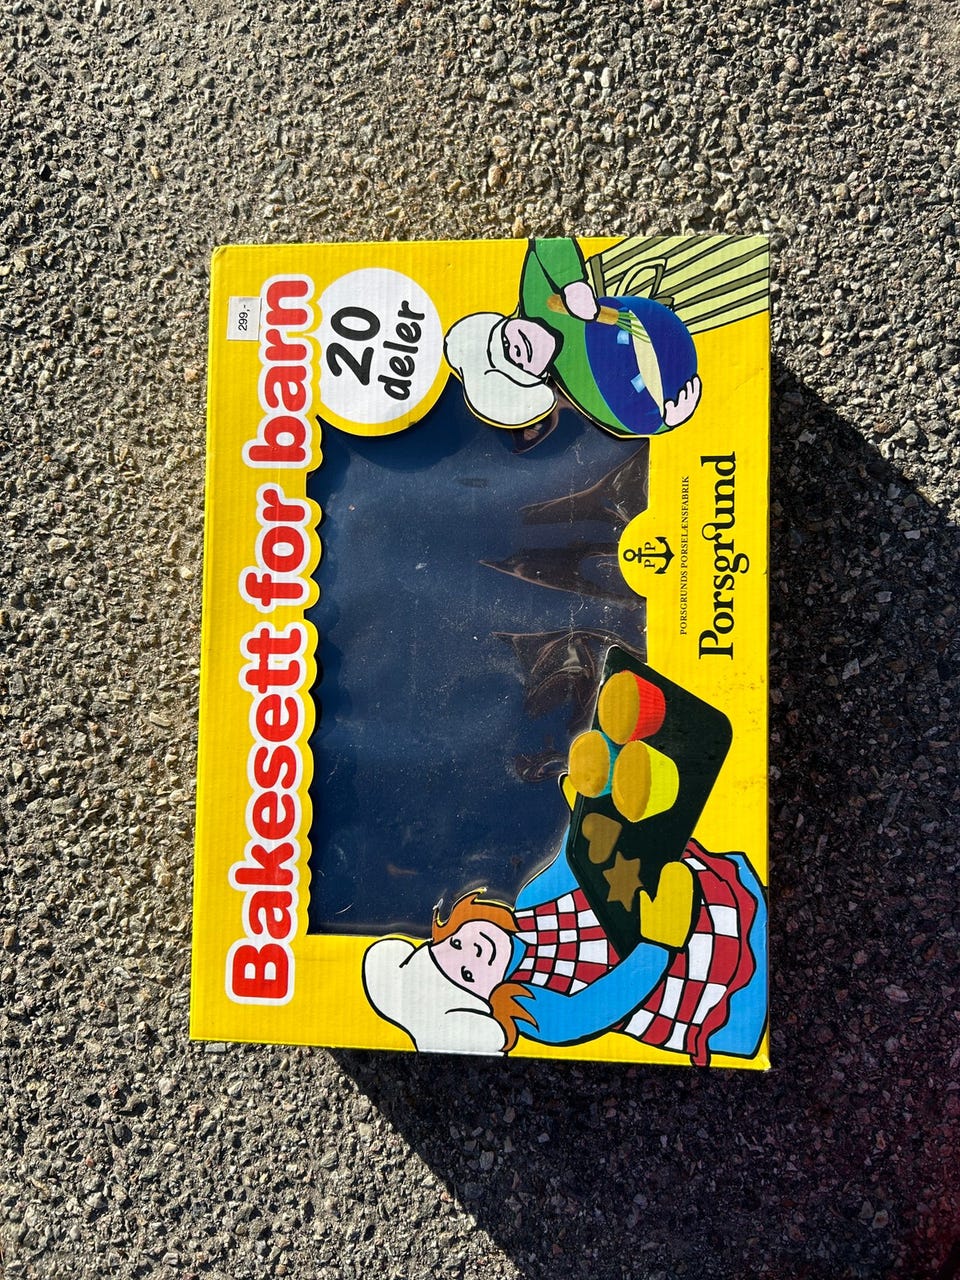 299,-
Bakesett for barn
20
deler
P P
PORSGRUNDS PORSELÆNSFABRIK
Porsgrund